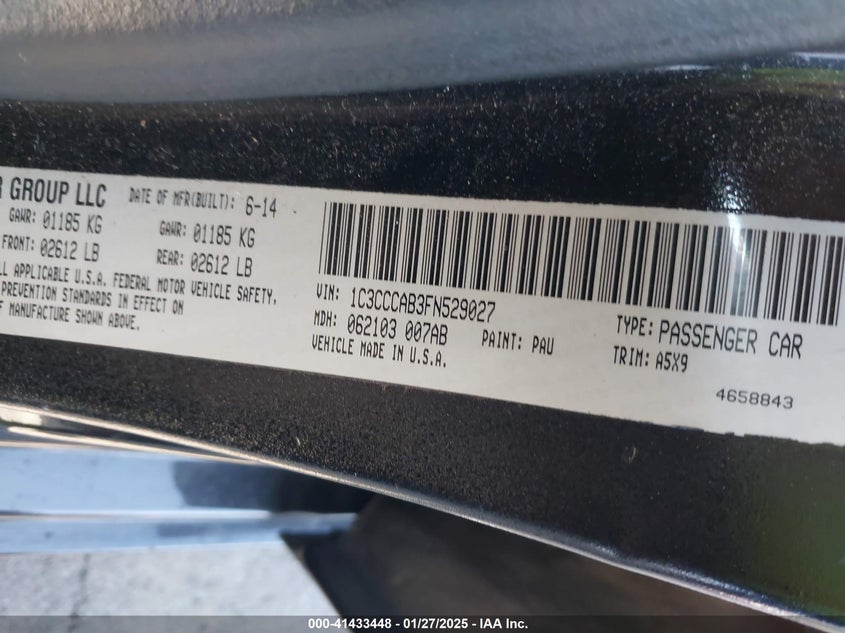 R GROUP LLC DATE OF MFR(BUILT): 6-14
GAWR: 01185 KG GAWR: 01185 KG
FRONT: 02612 LB REAR: 02612 LB
LL APPLICABLE U.S.A. FEDERAL MOTOR VEHICLE SAFETY,
PREVENTION STANDARDS IN EFFECT
F MANUFACTURE SHOWN ABOVE.
VIN: 1C3CCCAB3FN529027
MDH: 062103 007AB PAINT: PAU
VEHICLE MADE IN U.S.A.
TYPE: PASSENGER CAR
TRIM: A5X9
4658843
000-41433448 - 01/27/2025 - IAA Inc.